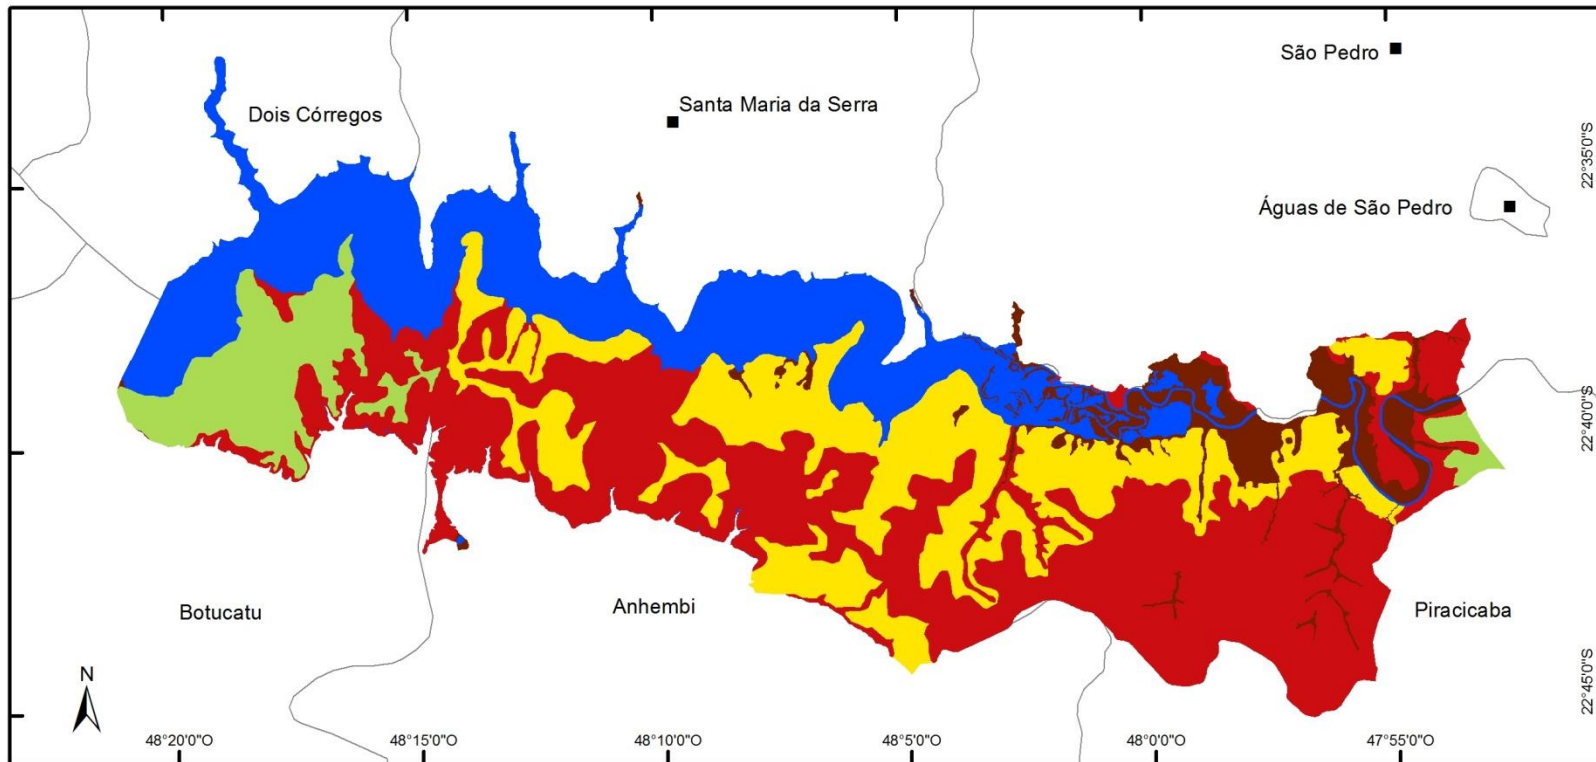 São Pedro
Dois Córregos
Santa Maria da Serra
22°35'0"S
Águas de São Pedro
22°40'0"S
Botucatu
Anhembi
Piracicaba
22°45'0"S
N
48°20'0"O
48°15'0"O
48°10'0"O
48°5'0"O
48°0'0"O
47°55'0"O